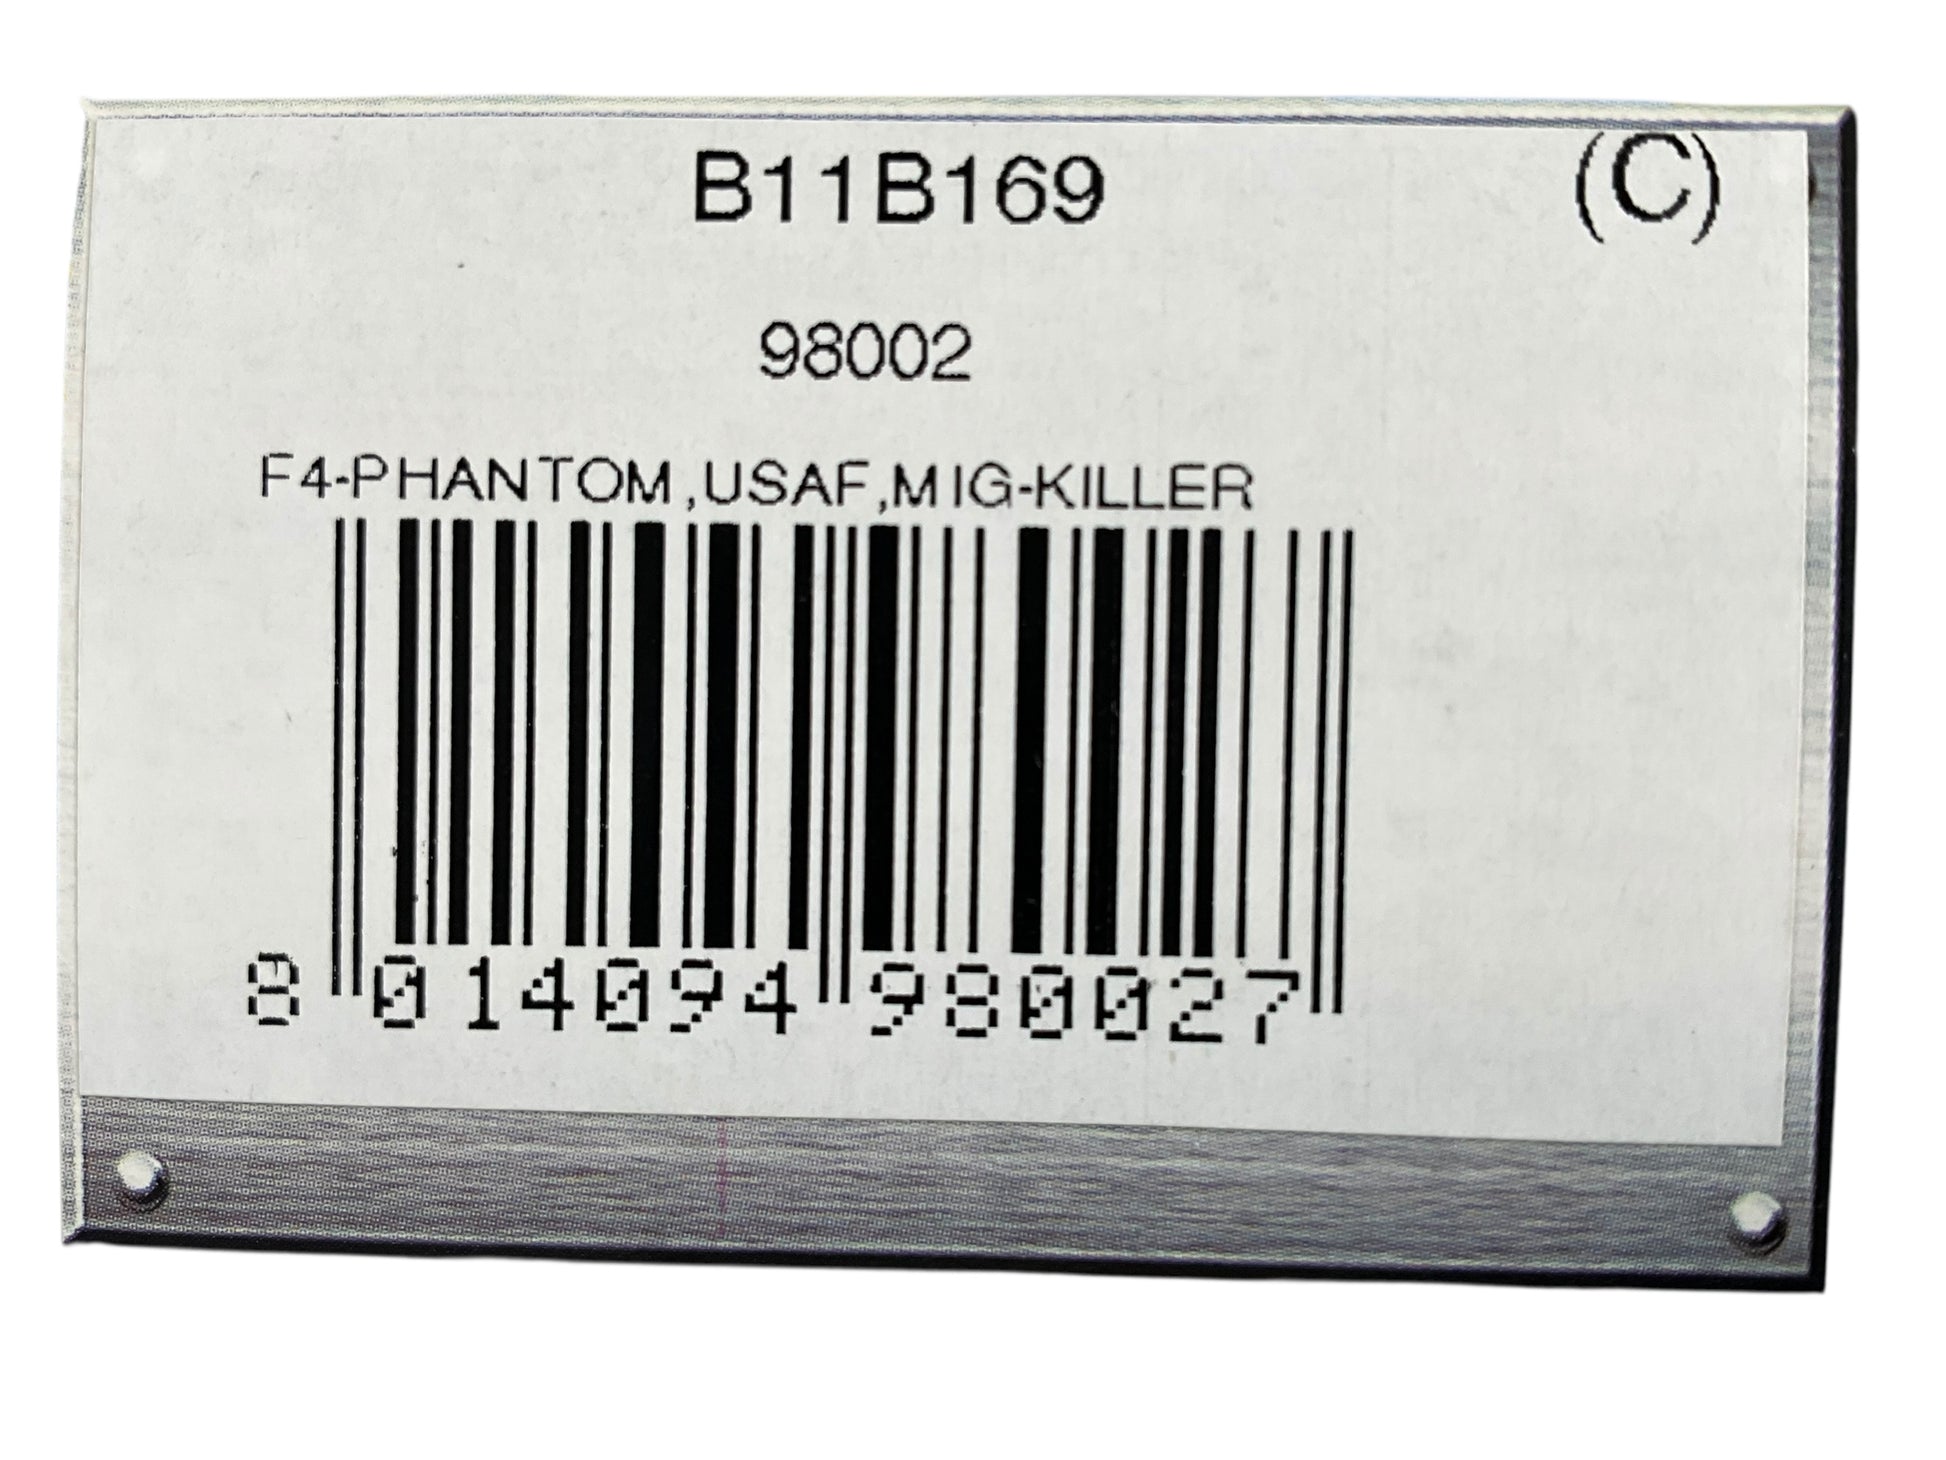 B11B169 (C)
98002
F4-PHANTOM,USAF,MIG-KILLER
8 014094 980027